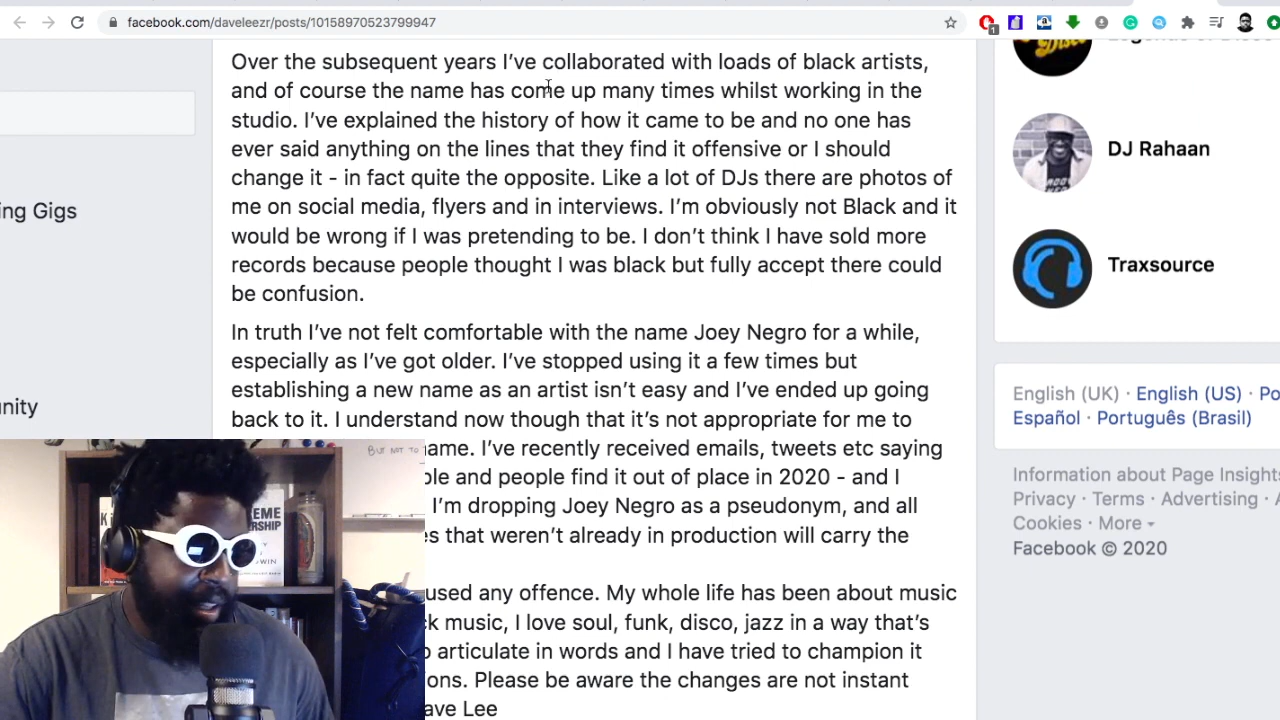 facebook.com/daveleezr/posts/10158970523799947
1
Over the subsequent years I've collaborated with loads of black artists,
and of course the name has come up many times whilst working in the
studio. I've explained the history of how it came to be and no one has
ever said anything on the lines that they find it offensive or I should
change it - in fact quite the opposite. Like a lot of DJs there are photos of
me on social media, flyers and in interviews. I'm obviously not Black and it
would be wrong if I was pretending to be. I don't think I have sold more
records because people thought I was black but fully accept there could
be confusion.
In truth I've not felt comfortable with the name Joey Negro for a while,
especially as I've got older. I've stopped using it a few times but
establishing a new name as an artist isn't easy and I've ended up going
back to it. I understand now though that it's not appropriate for me to
ame. I've recently received emails, tweets etc saying
ble and people find it out of place in 2020 - and I
I'm dropping Joey Negro as a pseudonym, and all
es that weren't already in production will carry the
used any offence. My whole life has been about music
ck music, I love soul, funk, disco, jazz in a way that's
o articulate in words and I have tried to champion it
ions. Please be aware the changes are not instant
ave Lee
ing Gigs
nity
Disco
DJ Rahaan
Traxsource
English (UK) · English (US) · Po
Español · Português (Brasil)
Information about Page Insights
Privacy · Terms · Advertising ·
Cookies · More
Facebook © 2020
BUT NOT TO
EME
RSHIP
WIN